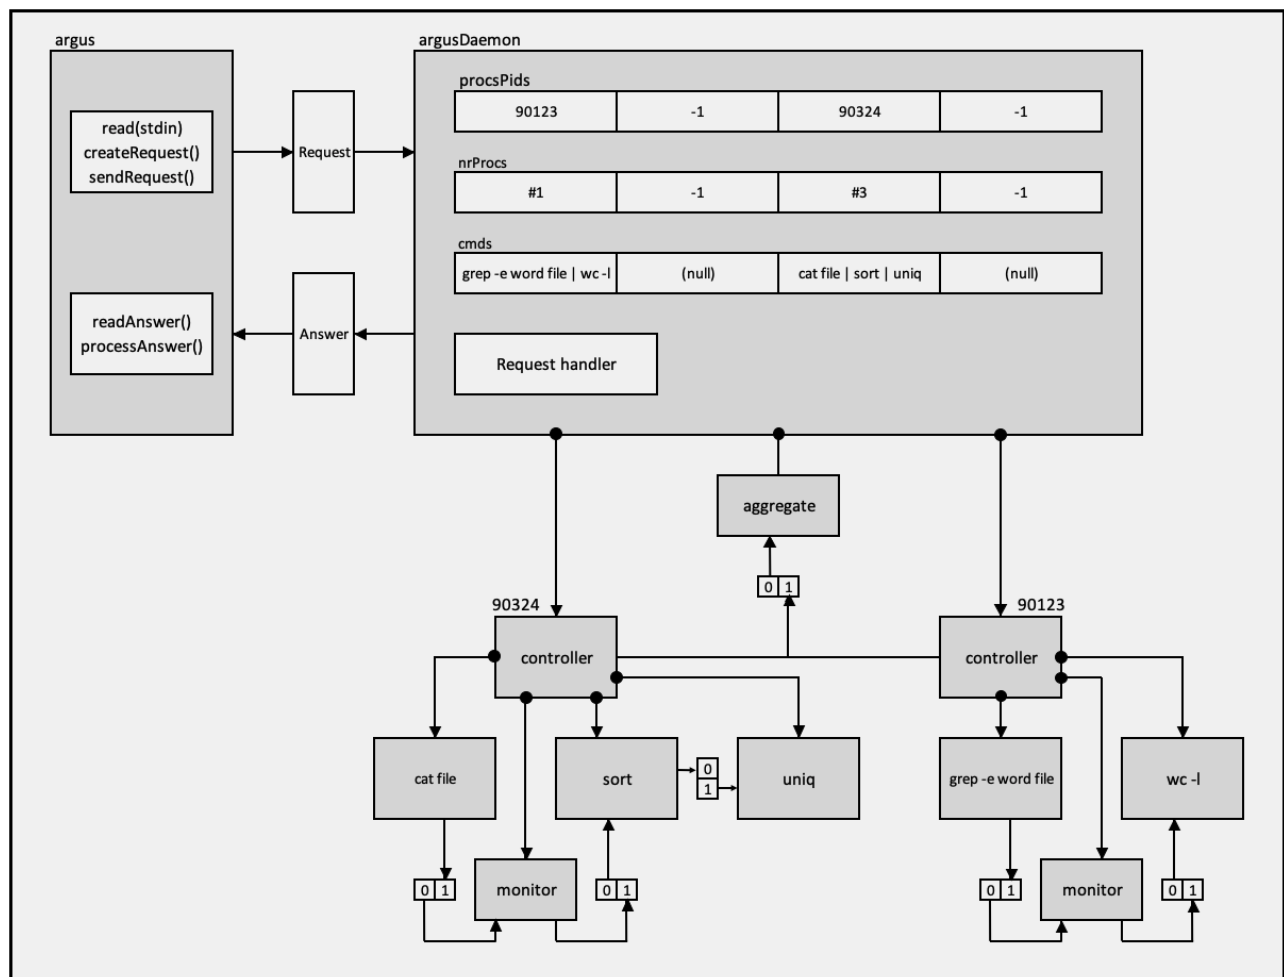 argus
argusDaemon
procsPids
90123 -1 90324 -1
read(stdin)
createRequest()
sendRequest()
Request
nrProcs
#1 -1 #3 -1
cmds
grep -e word file | wc -l (null) cat file | sort | uniq (null)
readAnswer()
processAnswer()
Answer
Request handler
aggregate
0 1
90324
90123
controller
controller
cat file
sort
0
1
uniq
grep -e word file
wc -l
0 1
monitor
0 1
0 1
monitor
0 1